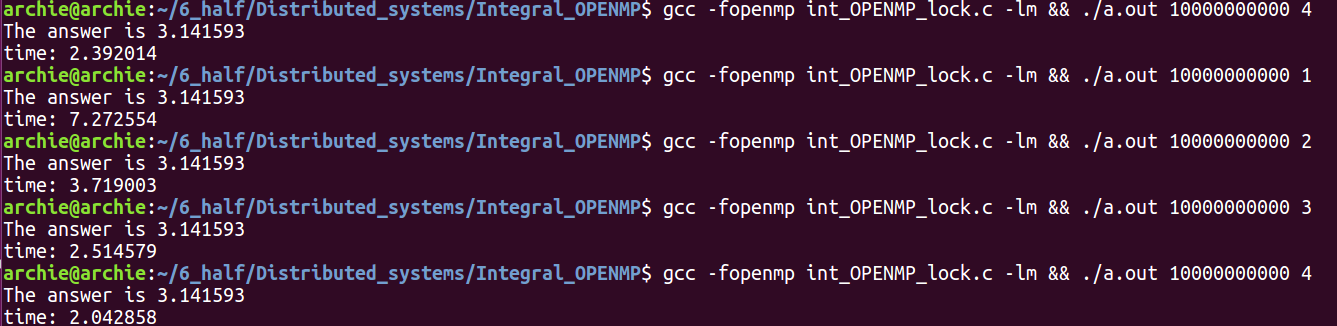 archie@archie:~/6_half/Distributed_systems/Integral_OPENMP$ gcc -fopenmp int_OPENMP_lock.c -lm && ./a.out 10000000000 4
The answer is 3.141593
time: 2.392014
archie@archie:~/6_half/Distributed_systems/Integral_OPENMP$ gcc -fopenmp int_OPENMP_lock.c -lm && ./a.out 10000000000 1
The answer is 3.141593
time: 7.272554
archie@archie:~/6_half/Distributed_systems/Integral_OPENMP$ gcc -fopenmp int_OPENMP_lock.c -lm && ./a.out 10000000000 2
The answer is 3.141593
time: 3.719003
archie@archie:~/6_half/Distributed_systems/Integral_OPENMP$ gcc -fopenmp int_OPENMP_lock.c -lm && ./a.out 10000000000 3
The answer is 3.141593
time: 2.514579
archie@archie:~/6_half/Distributed_systems/Integral_OPENMP$ gcc -fopenmp int_OPENMP_lock.c -lm && ./a.out 10000000000 4
The answer is 3.141593
time: 2.042858